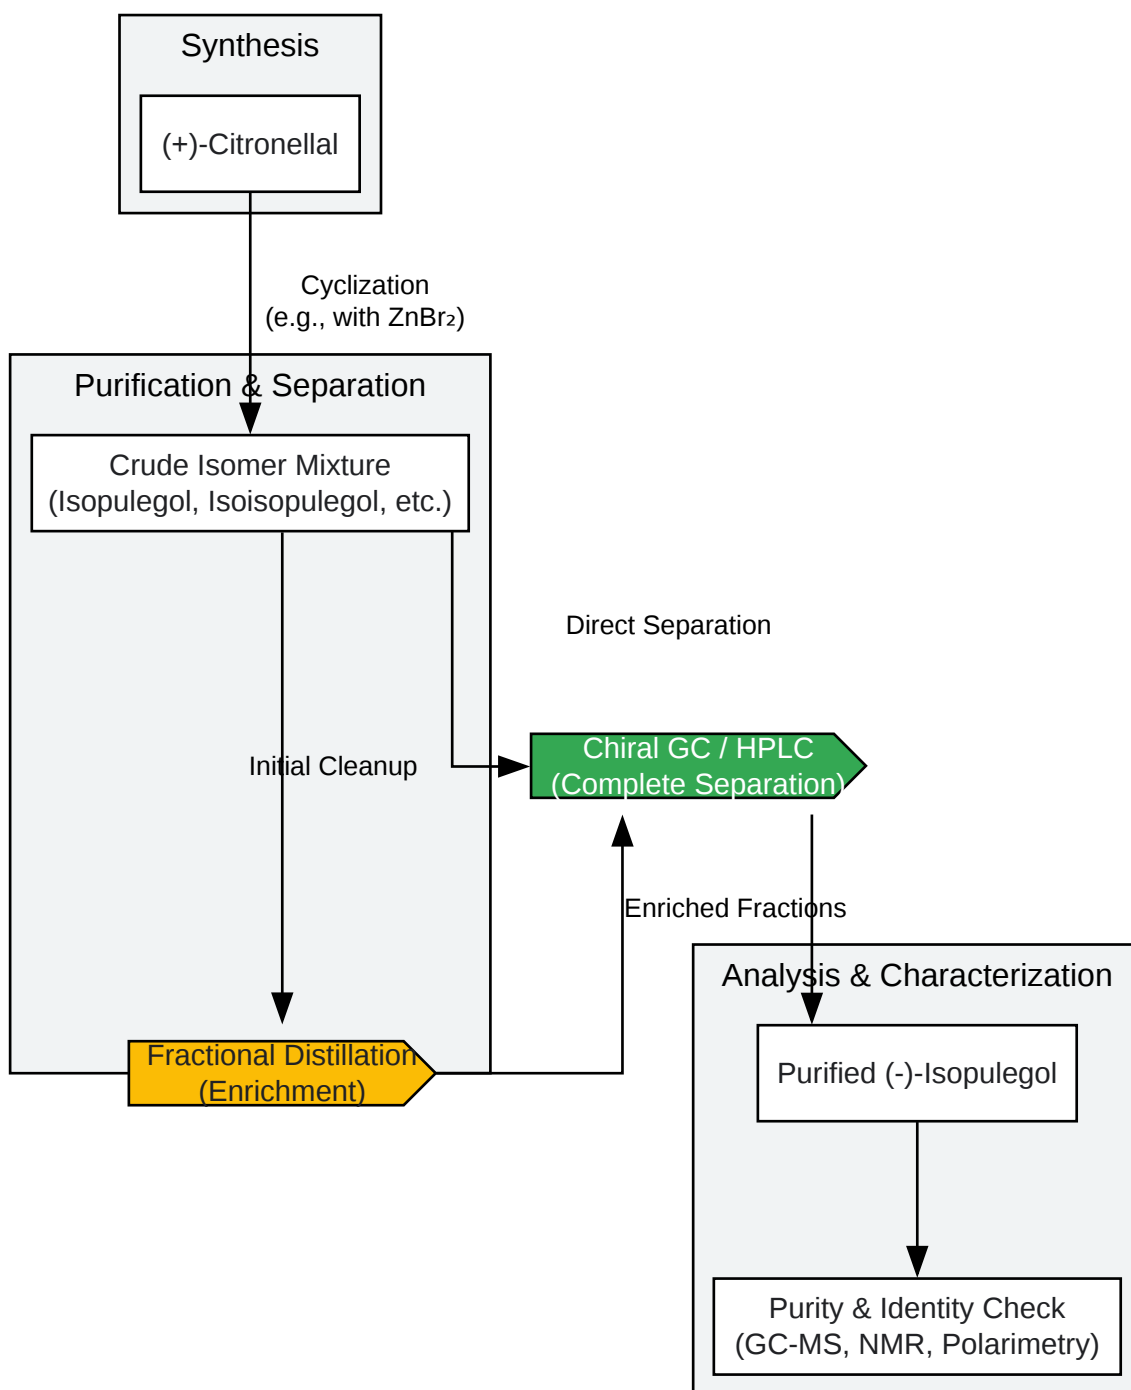 Synthesis
(+)-Citronellal
Cyclization
(e.g., with ZnBr₂)
Purification & Separation
Crude Isomer Mixture
(Isopulegol, Isoisopulegol, etc.)
Direct Separation
Initial Cleanup
Chiral GC / HPLC
(Complete Separation)
Enriched Fractions
Analysis & Characterization
Fractional Distillation
(Enrichment)
Purified (-)-Isopulegol
Purity & Identity Check
(GC-MS, NMR, Polarimetry)